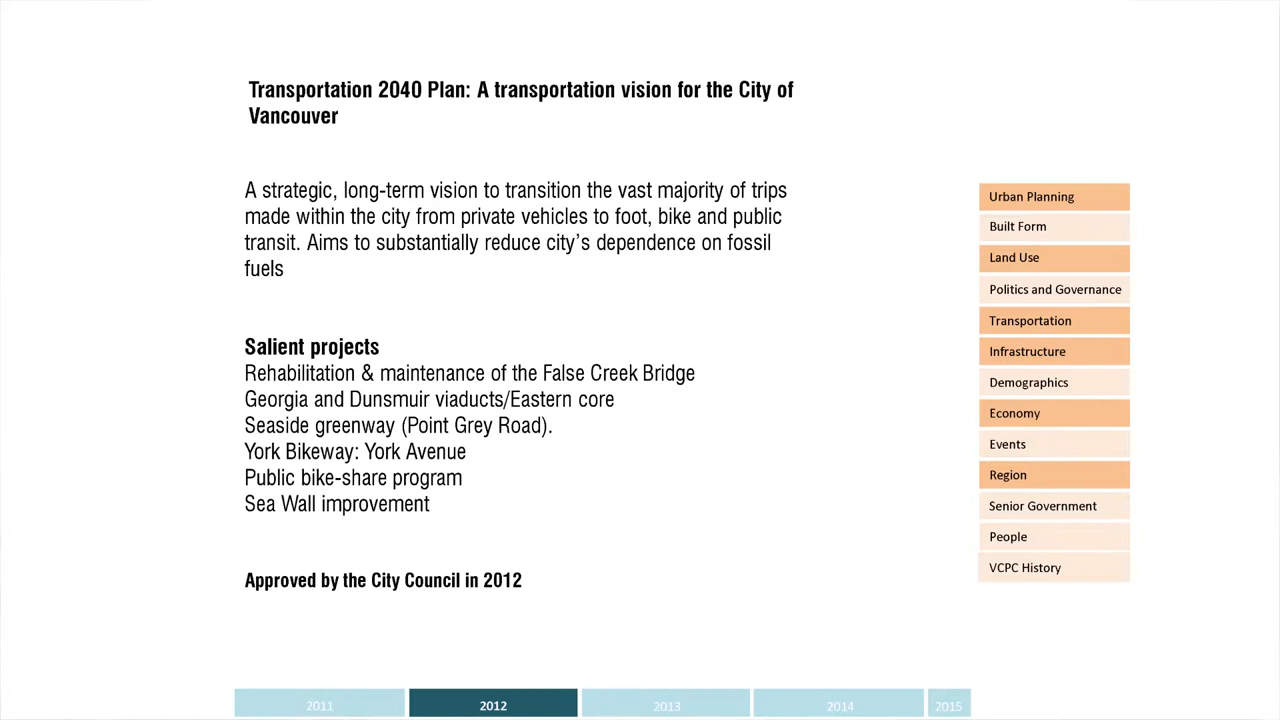 Transportation 2040 Plan: A transportation vision for the City of
Vancouver
A strategic, long-term vision to transition the vast majority of trips
made within the city from private vehicles to foot, bike and public
transit. Aims to substantially reduce city's dependence on fossil
fuels
Salient projects
Rehabilitation & maintenance of the False Creek Bridge
Georgia and Dunsmuir viaducts/Eastern core
Seaside greenway (Point Grey Road).
York Bikeway: York Avenue
Public bike-share program
Sea Wall improvement
Approved by the City Council in 2012
Urban Planning
Built Form
Land Use
Politics and Governance
Transportation
Infrastructure
Demographics
Economy
Events
Region
Senior Government
People
VCPC History
2011
2012
2013
2014
2015